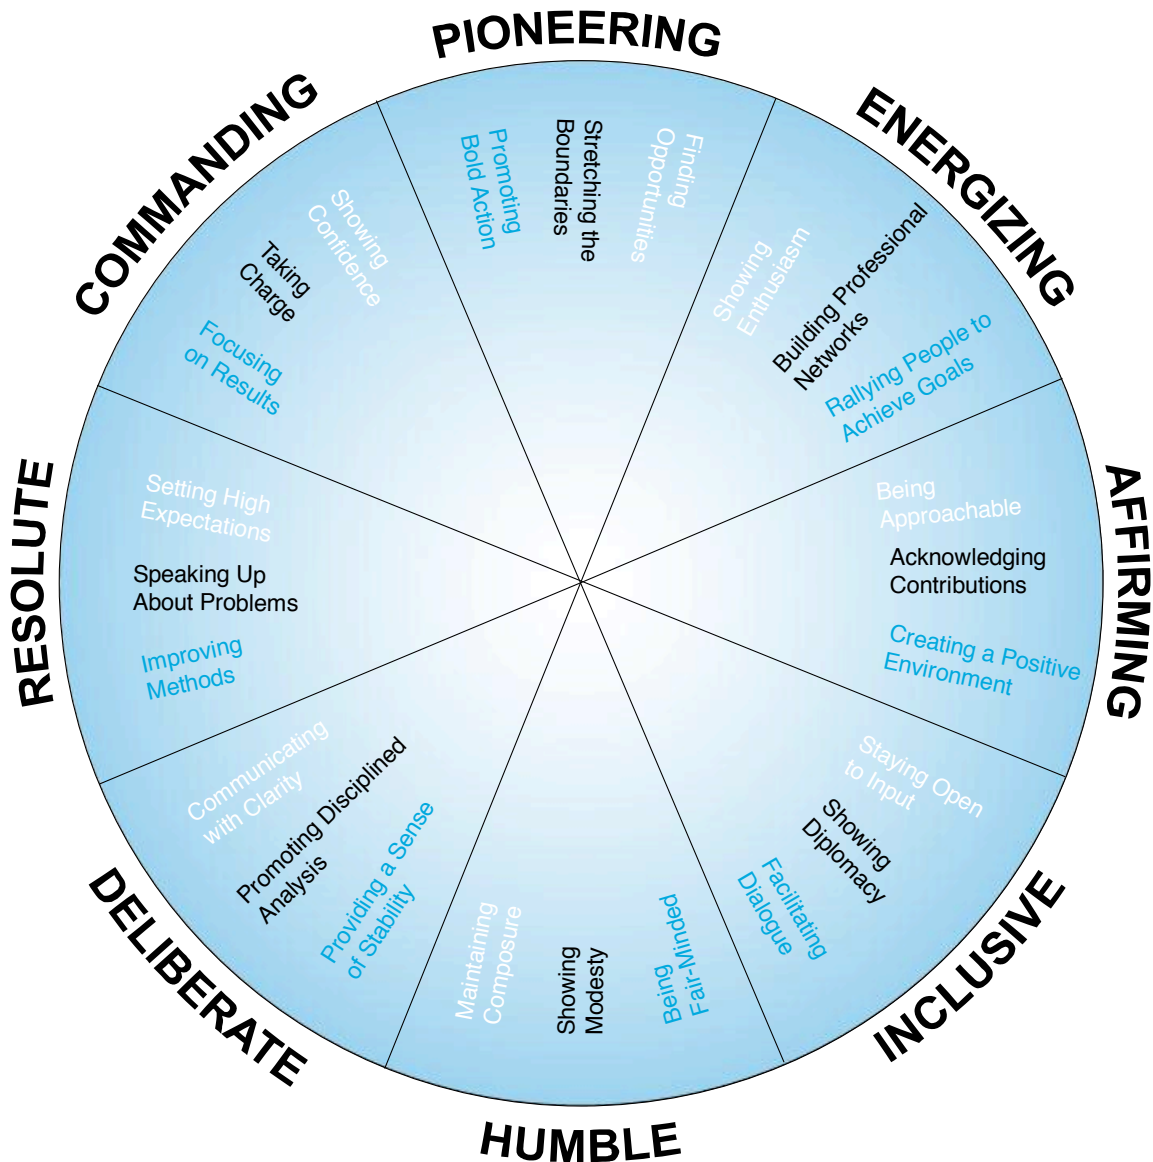 PIONEERING
Promoting
Bold Action
Stretching the
Boundaries
Finding
Opportunities
ENERGIZING
Showing
Enthusiasm
Building Professional
Networks
Rallying People to
Achieve Goals
AFFIRMING
Being
Approachable
Acknowledging
Contributions
Creating a Positive
Environment
INCLUSIVE
Staying Open
to Input
Showing
Diplomacy
Facilitating
Dialogue
HUMBLE
Being
Fair-Minded
Showing
Modesty
Maintaining
Composure
DELIBERATE
Providing a Sense
of Stability
Promoting Disciplined
Analysis
Communicating
with Clarity
RESOLUTE
Improving
Methods
Speaking Up
About Problems
Setting High
Expectations
COMMANDING
Focusing
on Results
Taking
Charge
Showing
Confidence